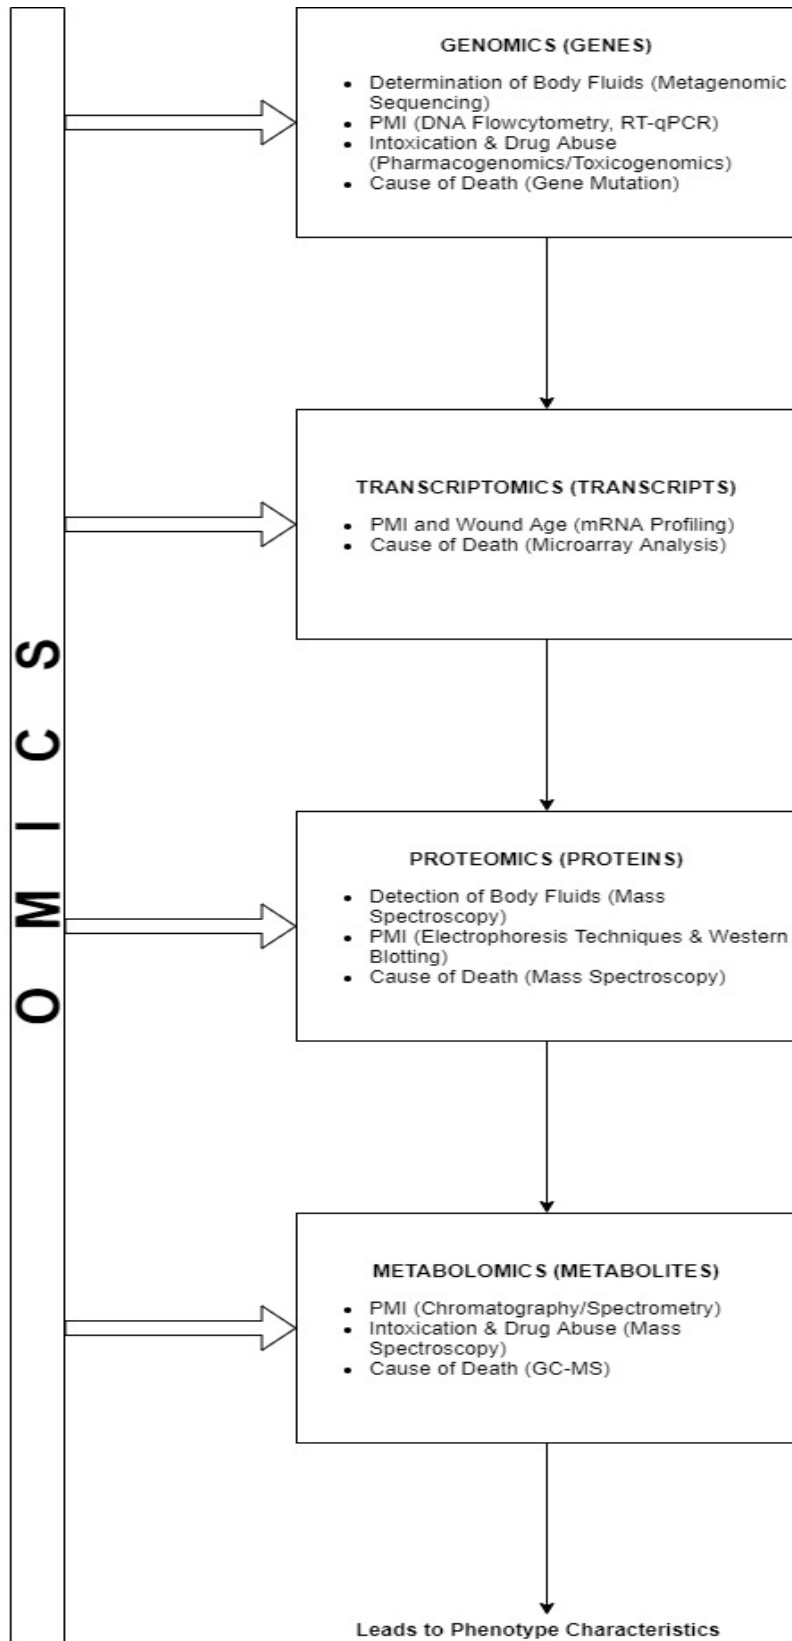 OMICS
GENOMICS (GENES)
• Determination of Body Fluids (Metagenomic
Sequencing)
• PMI (DNA Flowcytometry, RT-qPCR)
• Intoxication & Drug Abuse
(Pharmacogenomics/Toxicogenomics)
• Cause of Death (Gene Mutation)
TRANSCRIPTOMICS (TRANSCRIPTS)
• PMI and Wound Age (mRNA Profiling)
• Cause of Death (Microarray Analysis)
PROTEOMICS (PROTEINS)
• Detection of Body Fluids (Mass
Spectroscopy)
• PMI (Electrophoresis Techniques & Western
Blotting)
• Cause of Death (Mass Spectroscopy)
METABOLOMICS (METABOLITES)
• PMI (Chromatography/Spectrometry)
• Intoxication & Drug Abuse (Mass
Spectroscopy)
• Cause of Death (GC-MS)
Leads to Phenotype Characteristics